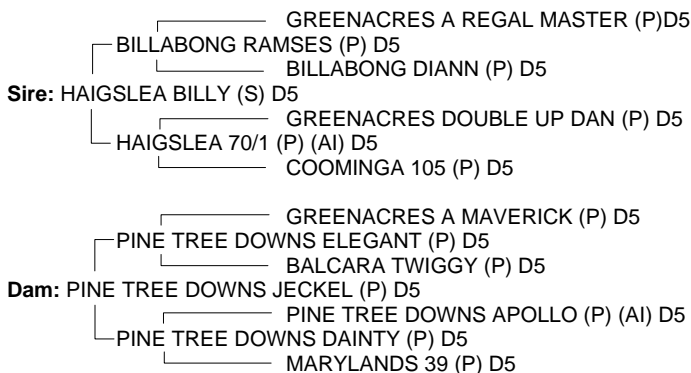 GREENACRES A REGAL MASTER (P)D5
BILLABONG RAMSES (P) D5
BILLABONG DIANN (P) D5
Sire: HAIGSLEA BILLY (S) D5
GREENACRES DOUBLE UP DAN (P) D5
HAIGSLEA 70/1 (P) (AI) D5
COOMINGA 105 (P) D5
GREENACRES A MAVERICK (P) D5
PINE TREE DOWNS ELEGANT (P) D5
BALCARA TWIGGY (P) D5
Dam: PINE TREE DOWNS JECKEL (P) D5
PINE TREE DOWNS APOLLO (P) (AI) D5
PINE TREE DOWNS DAINTY (P) D5
MARYLANDS 39 (P) D5